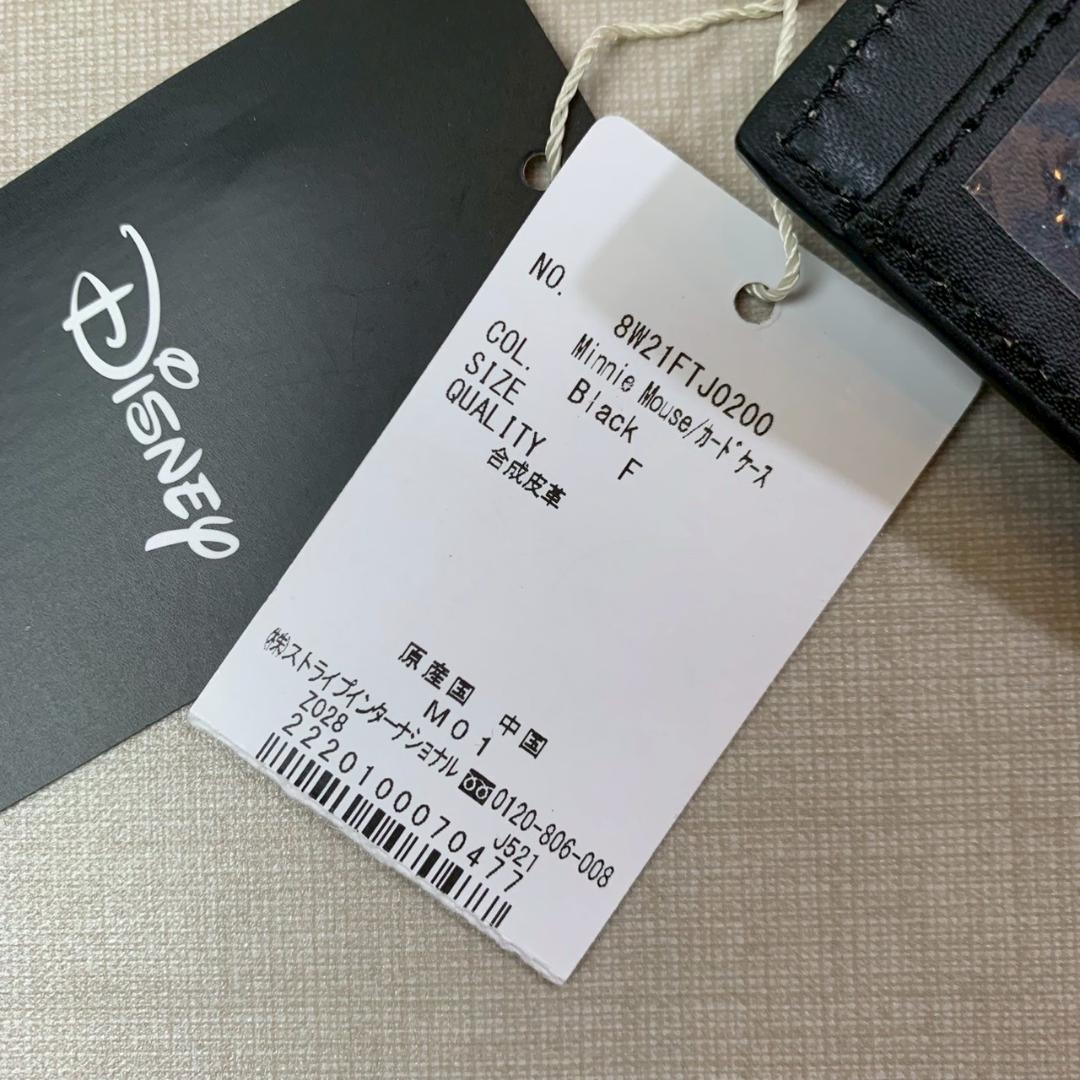 Disney
NO. 8W21FTJ0200
Minnie Mouse/カードケース
COL. Black
SIZE F
QUALITY
合成皮革
原産国 中国
M01
㈱ストライプインターナショナル 0120-806-008
Z028 J521
2220100070477